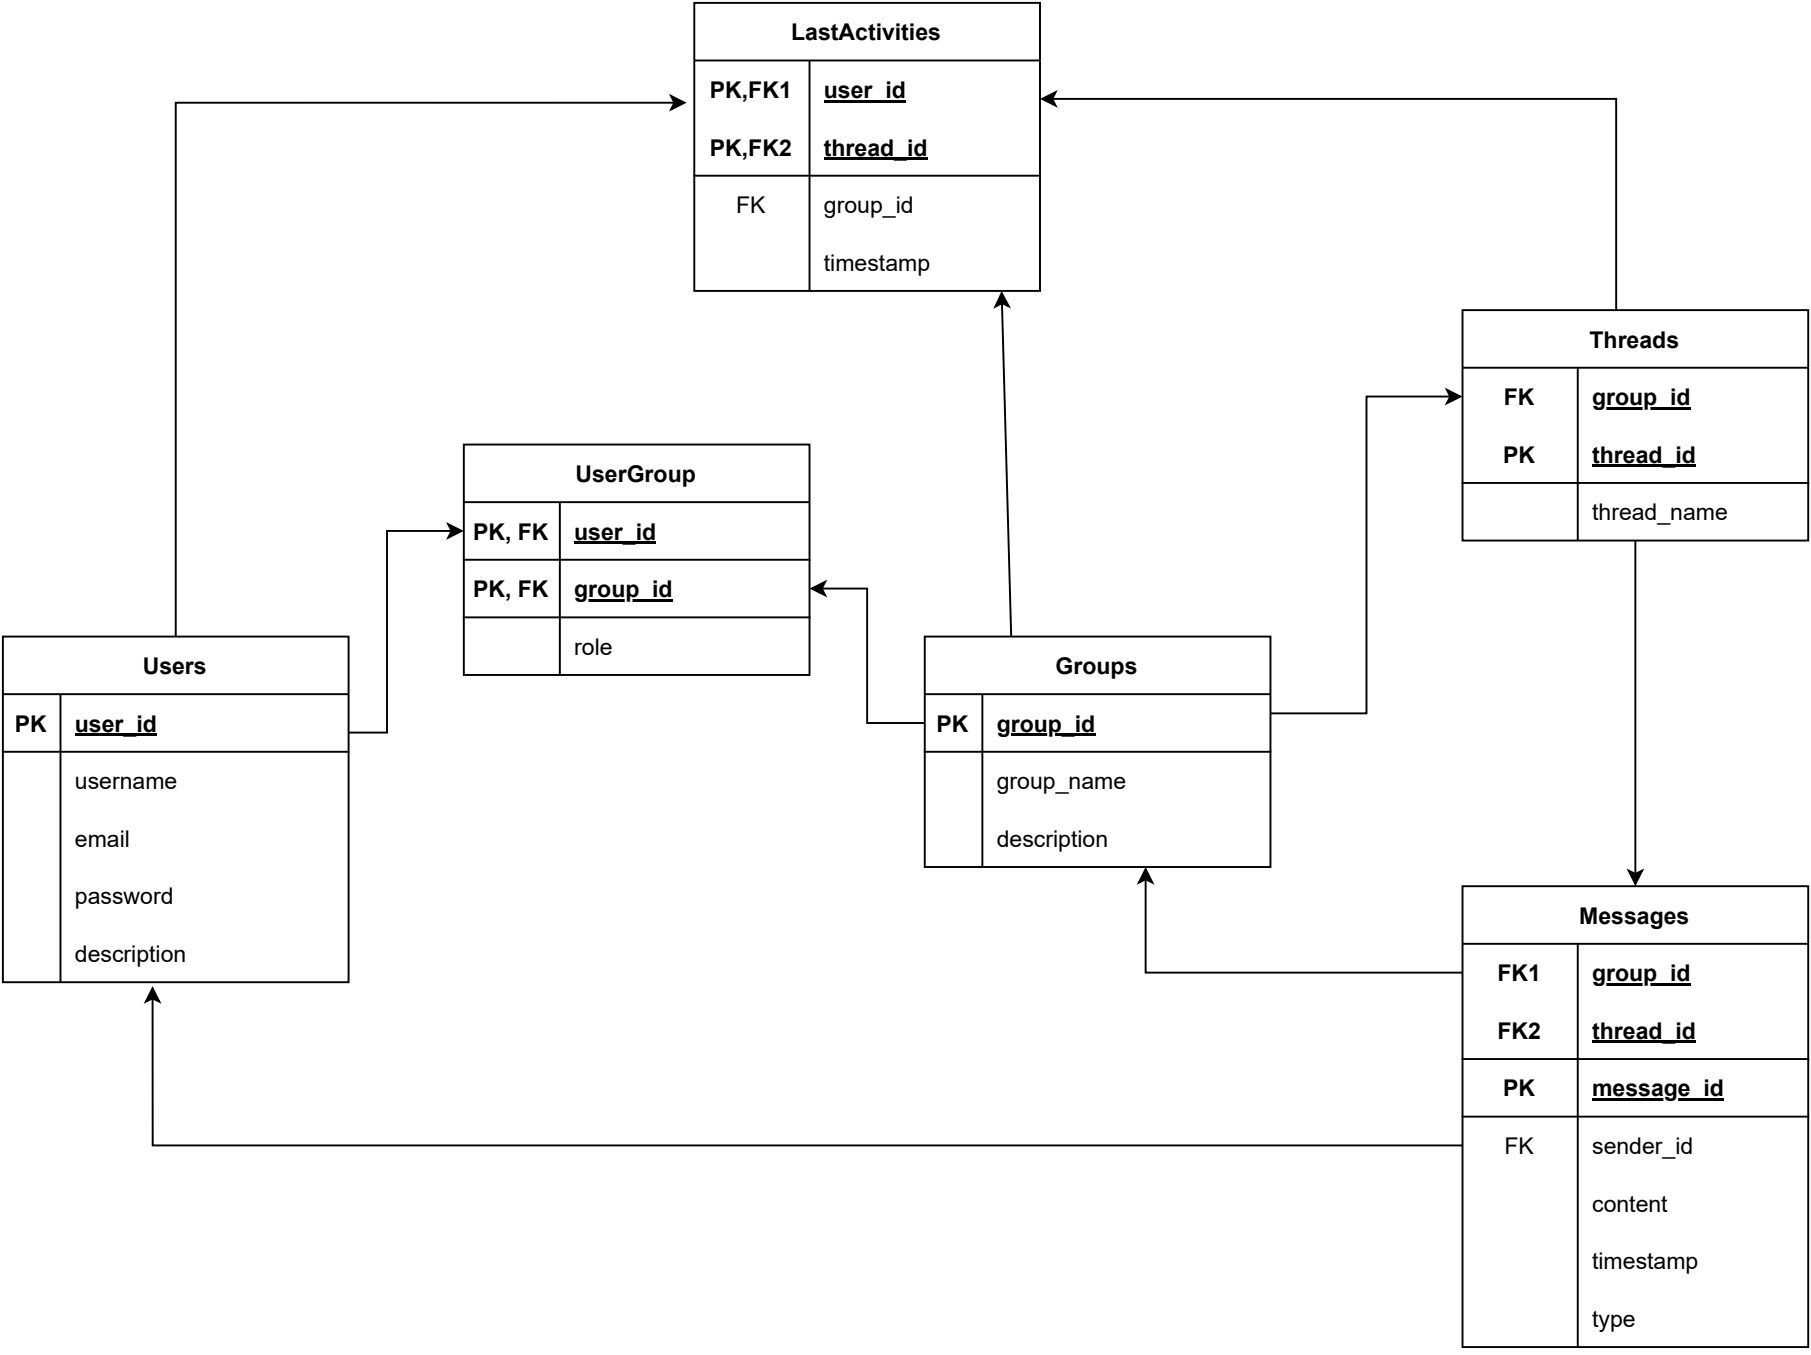 LastActivities
PK,FK1 user_id
PK,FK2 thread_id
FK group_id
timestamp
Threads
FK group_id
PK thread_id
thread_name
UserGroup
PK, FK user_id
PK, FK group_id
role
Users
PK user_id
username
email
password
description
Groups
PK group_id
group_name
description
Messages
FK1 group_id
FK2 thread_id
PK message_id
FK sender_id
content
timestamp
type